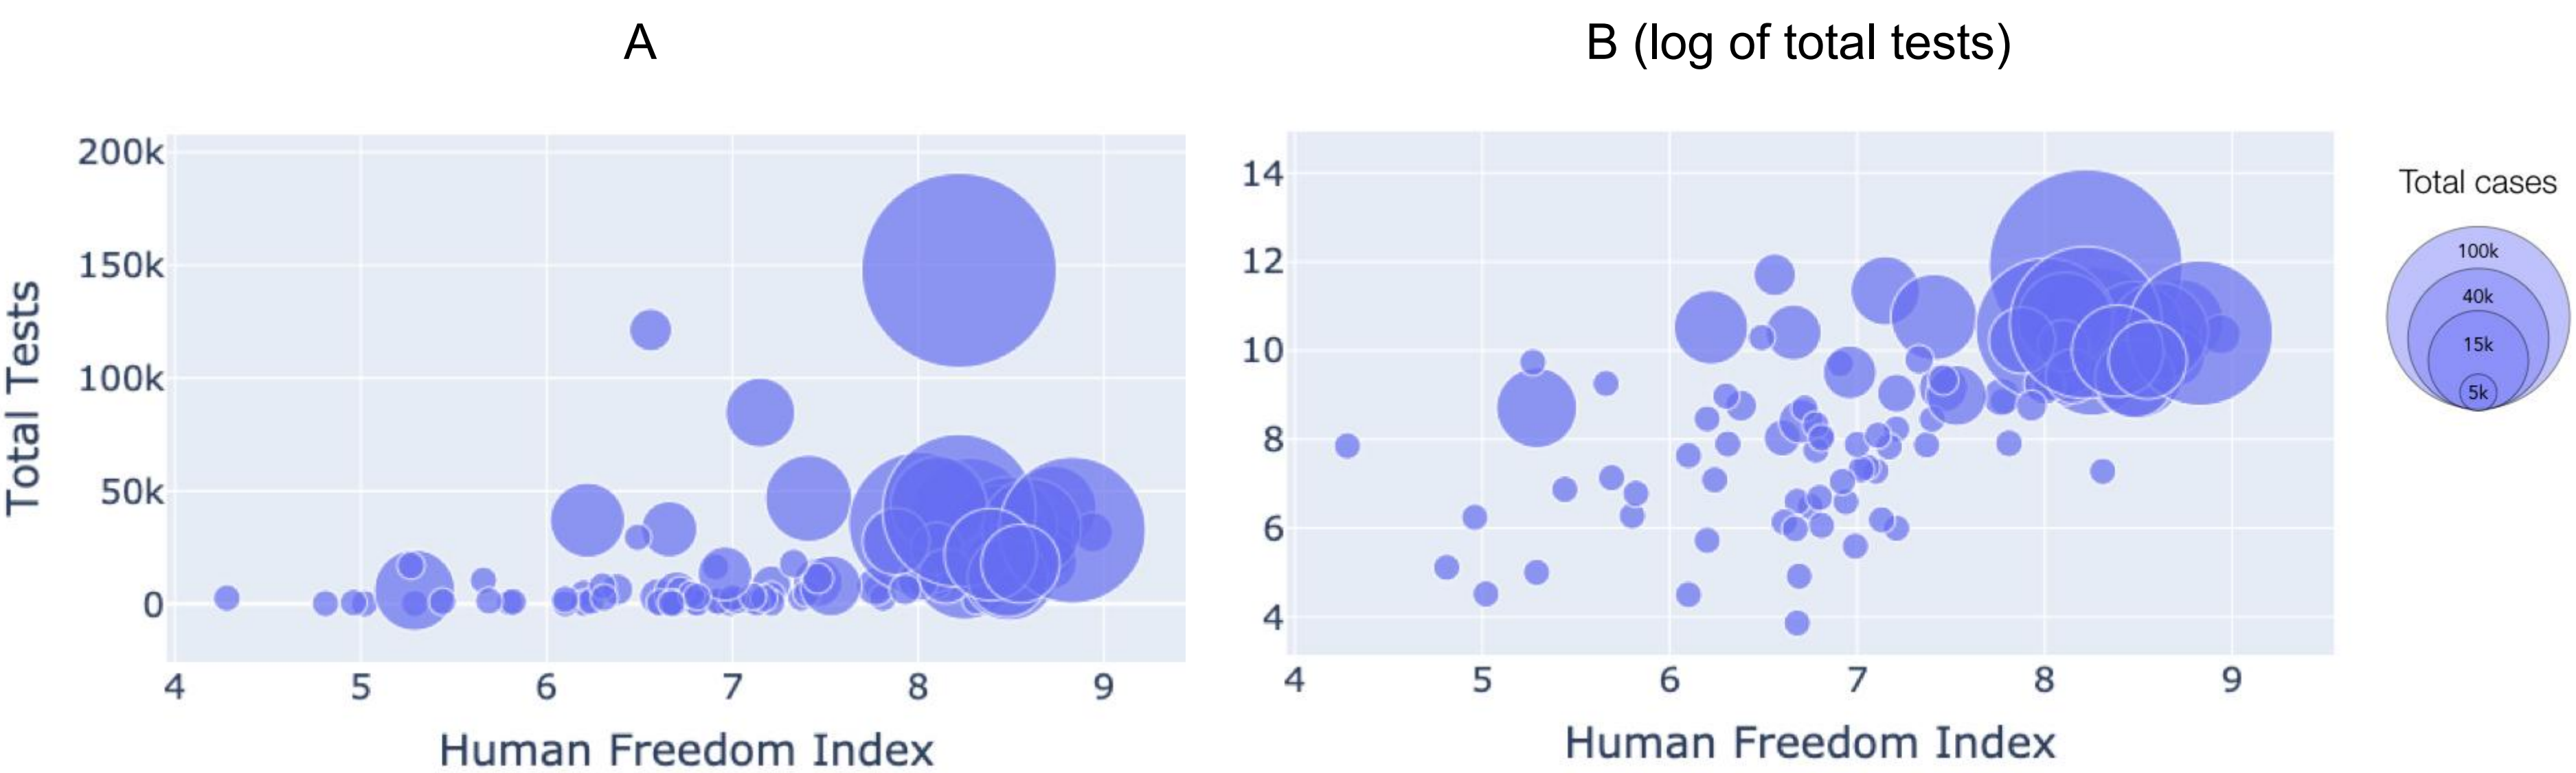 A
B (log of total tests)
200k
150k
100k
50k
0
Total Tests
4 5 6 7 8 9
Human Freedom Index
14
12
10
8
6
4
4 5 6 7 8 9
Human Freedom Index
Total cases
100k
40k
15k
5k